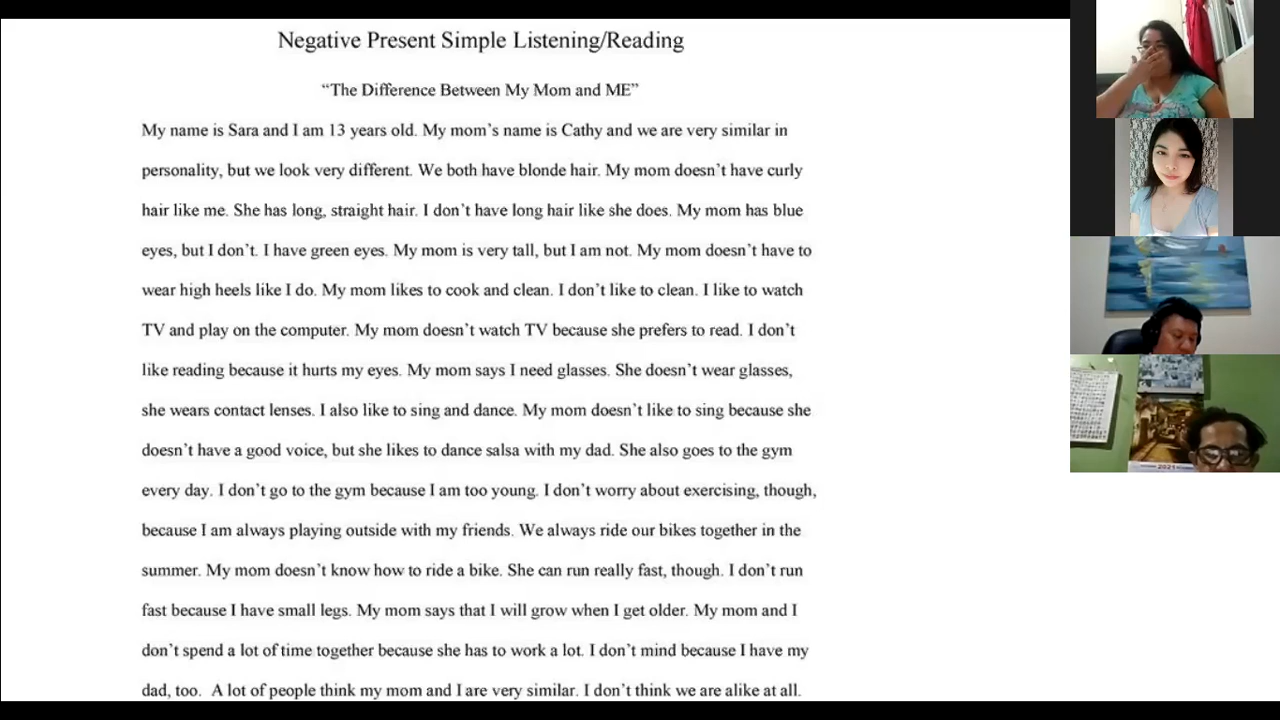 Negative Present Simple Listening/Reading
“The Difference Between My Mom and ME”
My name is Sara and I am 13 years old. My mom’s name is Cathy and we are very similar in
personality, but we look very different. We both have blonde hair. My mom doesn’t have curly
hair like me. She has long, straight hair. I don’t have long hair like she does. My mom has blue
eyes, but I don’t. I have green eyes. My mom is very tall, but I am not. My mom doesn’t have to
wear high heels like I do. My mom likes to cook and clean. I don’t like to clean. I like to watch
TV and play on the computer. My mom doesn’t watch TV because she prefers to read. I don’t
like reading because it hurts my eyes. My mom says I need glasses. She doesn’t wear glasses,
she wears contact lenses. I also like to sing and dance. My mom doesn’t like to sing because she
doesn’t have a good voice, but she likes to dance salsa with my dad. She also goes to the gym
every day. I don’t go to the gym because I am too young. I don’t worry about exercising, though,
because I am always playing outside with my friends. We always ride our bikes together in the
summer. My mom doesn’t know how to ride a bike. She can run really fast, though. I don’t run
fast because I have small legs. My mom says that I will grow when I get older. My mom and I
don’t spend a lot of time together because she has to work a lot. I don’t mind because I have my
dad, too.  A lot of people think my mom and I are very similar. I don’t think we are alike at all.
2021